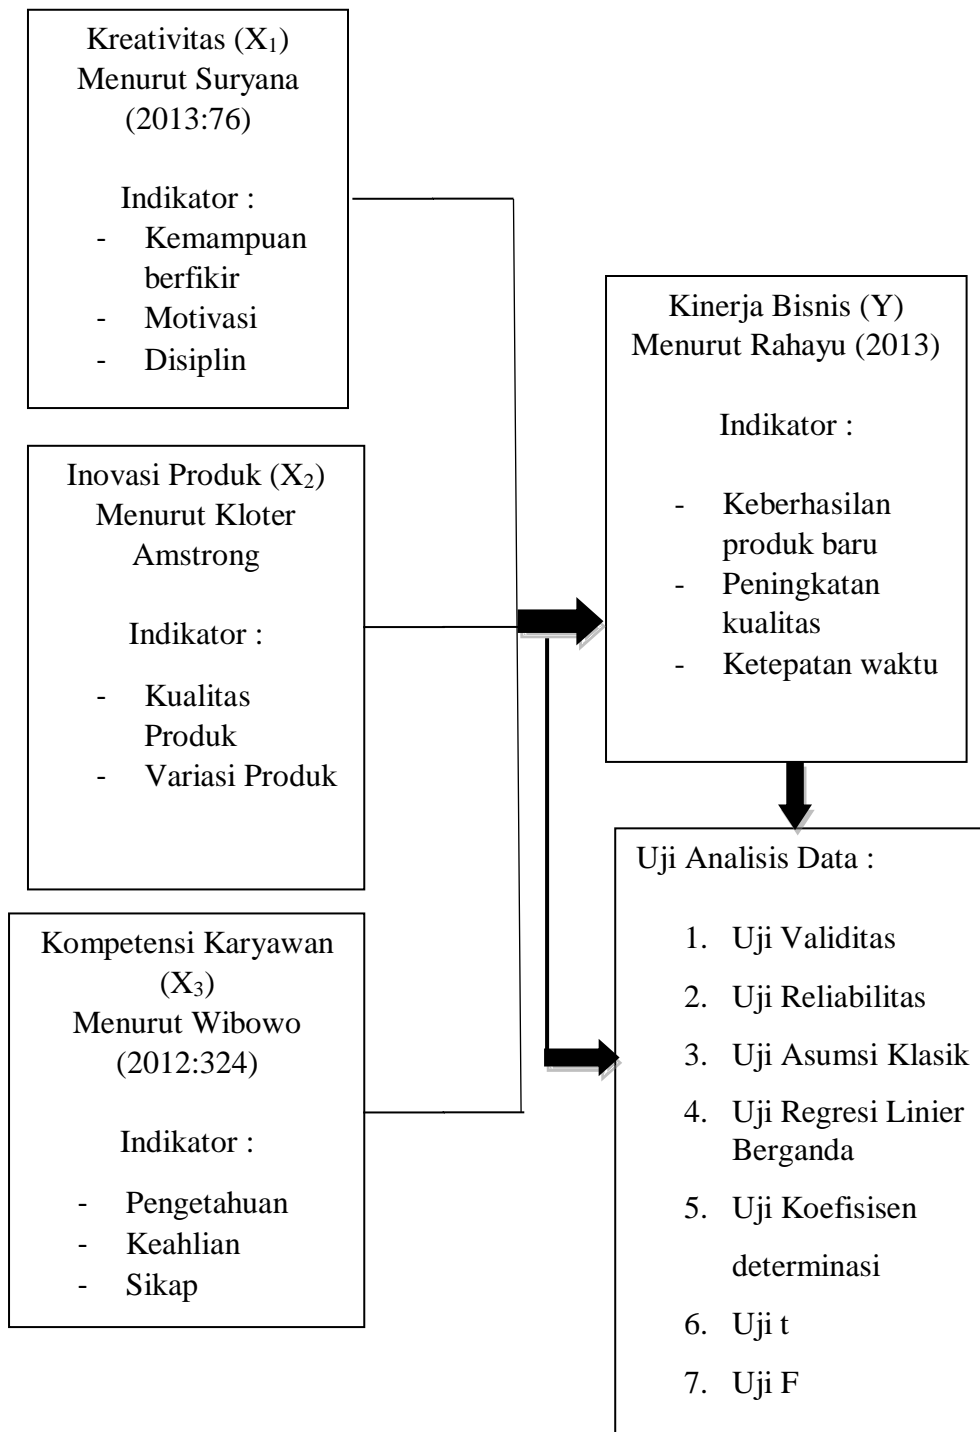 Kreativitas (X₁)
Menurut Suryana
(2013:76)
Indikator :
- Kemampuan
berfikir
- Motivasi
- Disiplin
Inovasi Produk (X₂)
Menurut Kloter
Amstrong
Indikator :
- Kualitas
Produk
- Variasi Produk
Kompetensi Karyawan
(X₃)
Menurut Wibowo
(2012:324)
Indikator :
- Pengetahuan
- Keahlian
- Sikap
Kinerja Bisnis (Y)
Menurut Rahayu (2013)
Indikator :
- Keberhasilan
produk baru
- Peningkatan
kualitas
- Ketepatan waktu
Uji Analisis Data :
1. Uji Validitas
2. Uji Reliabilitas
3. Uji Asumsi Klasik
4. Uji Regresi Linier
Berganda
5. Uji Koefisisen
determinasi
6. Uji t
7. Uji F